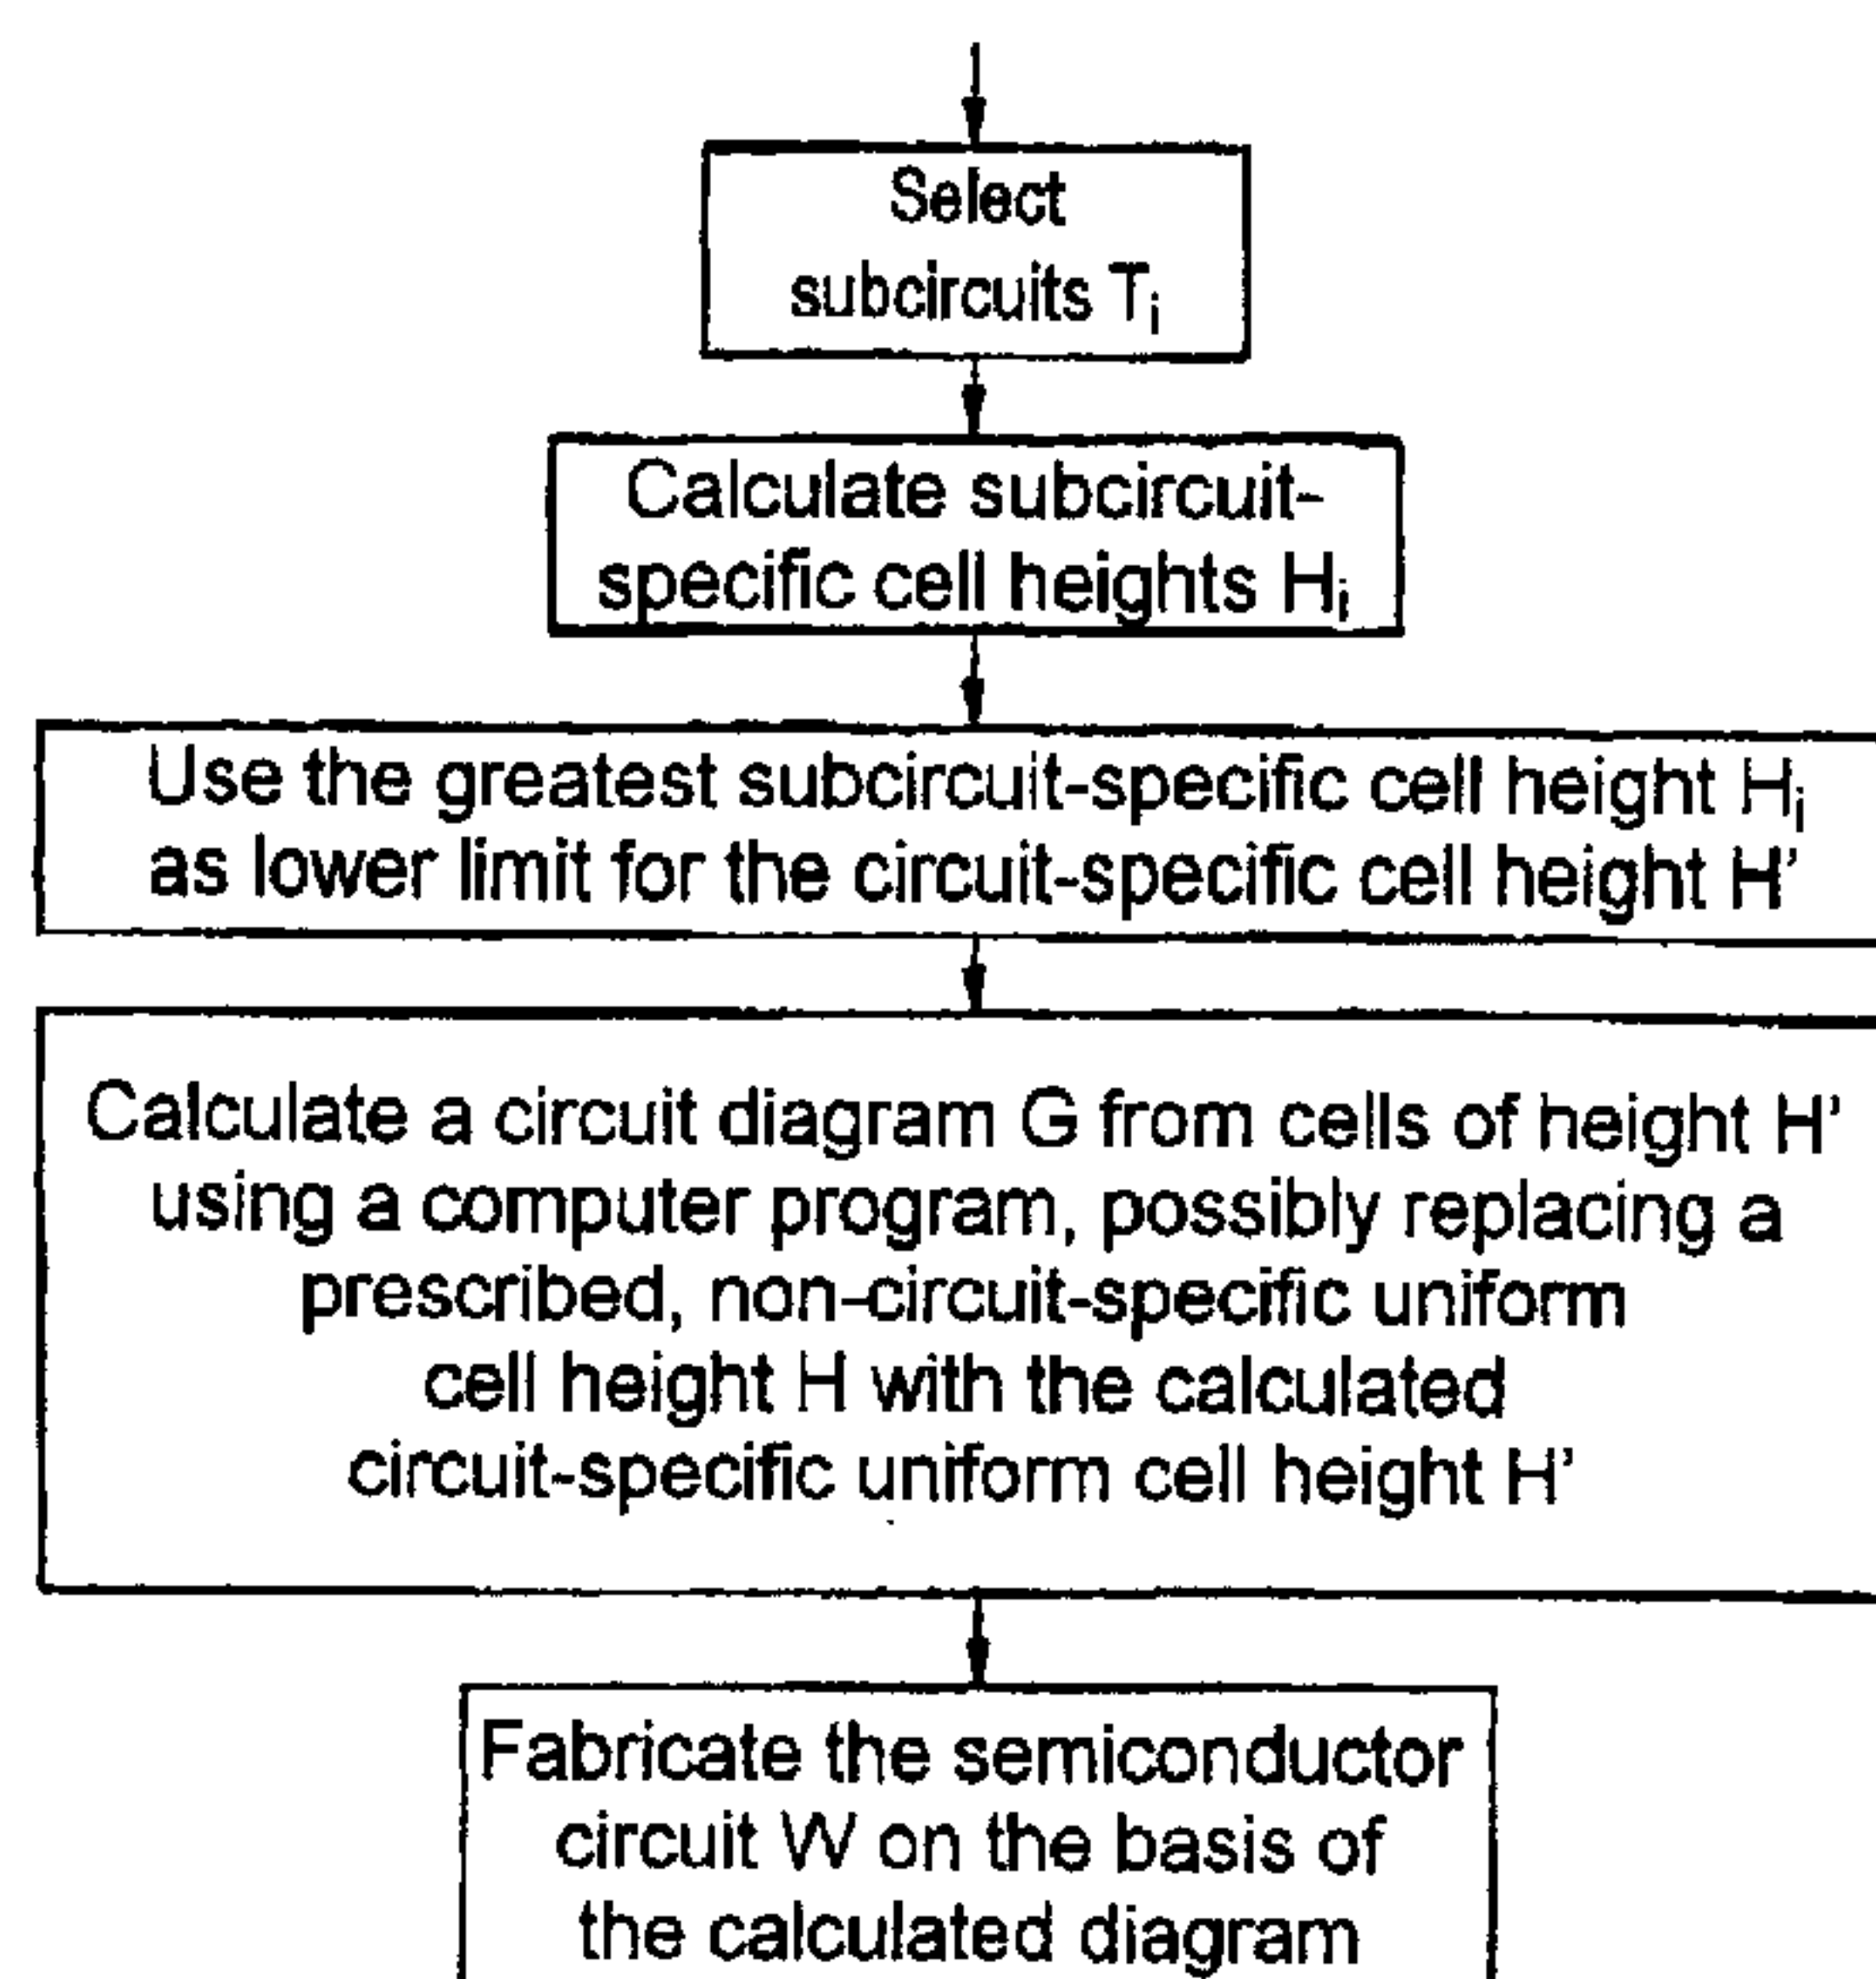 Select
subcircuits Ti
Calculate subcircuit-
specific cell heights Hi
Use the greatest subcircuit-specific cell height Hi
as lower limit for the circuit-specific cell height H'
Calculate a circuit diagram G from cells of height H'
using a computer program, possibly replacing a
prescribed, non-circuit-specific uniform
cell height H with the calculated
circuit-specific uniform cell height H'
Fabricate the semiconductor
circuit W on the basis of
the calculated diagram